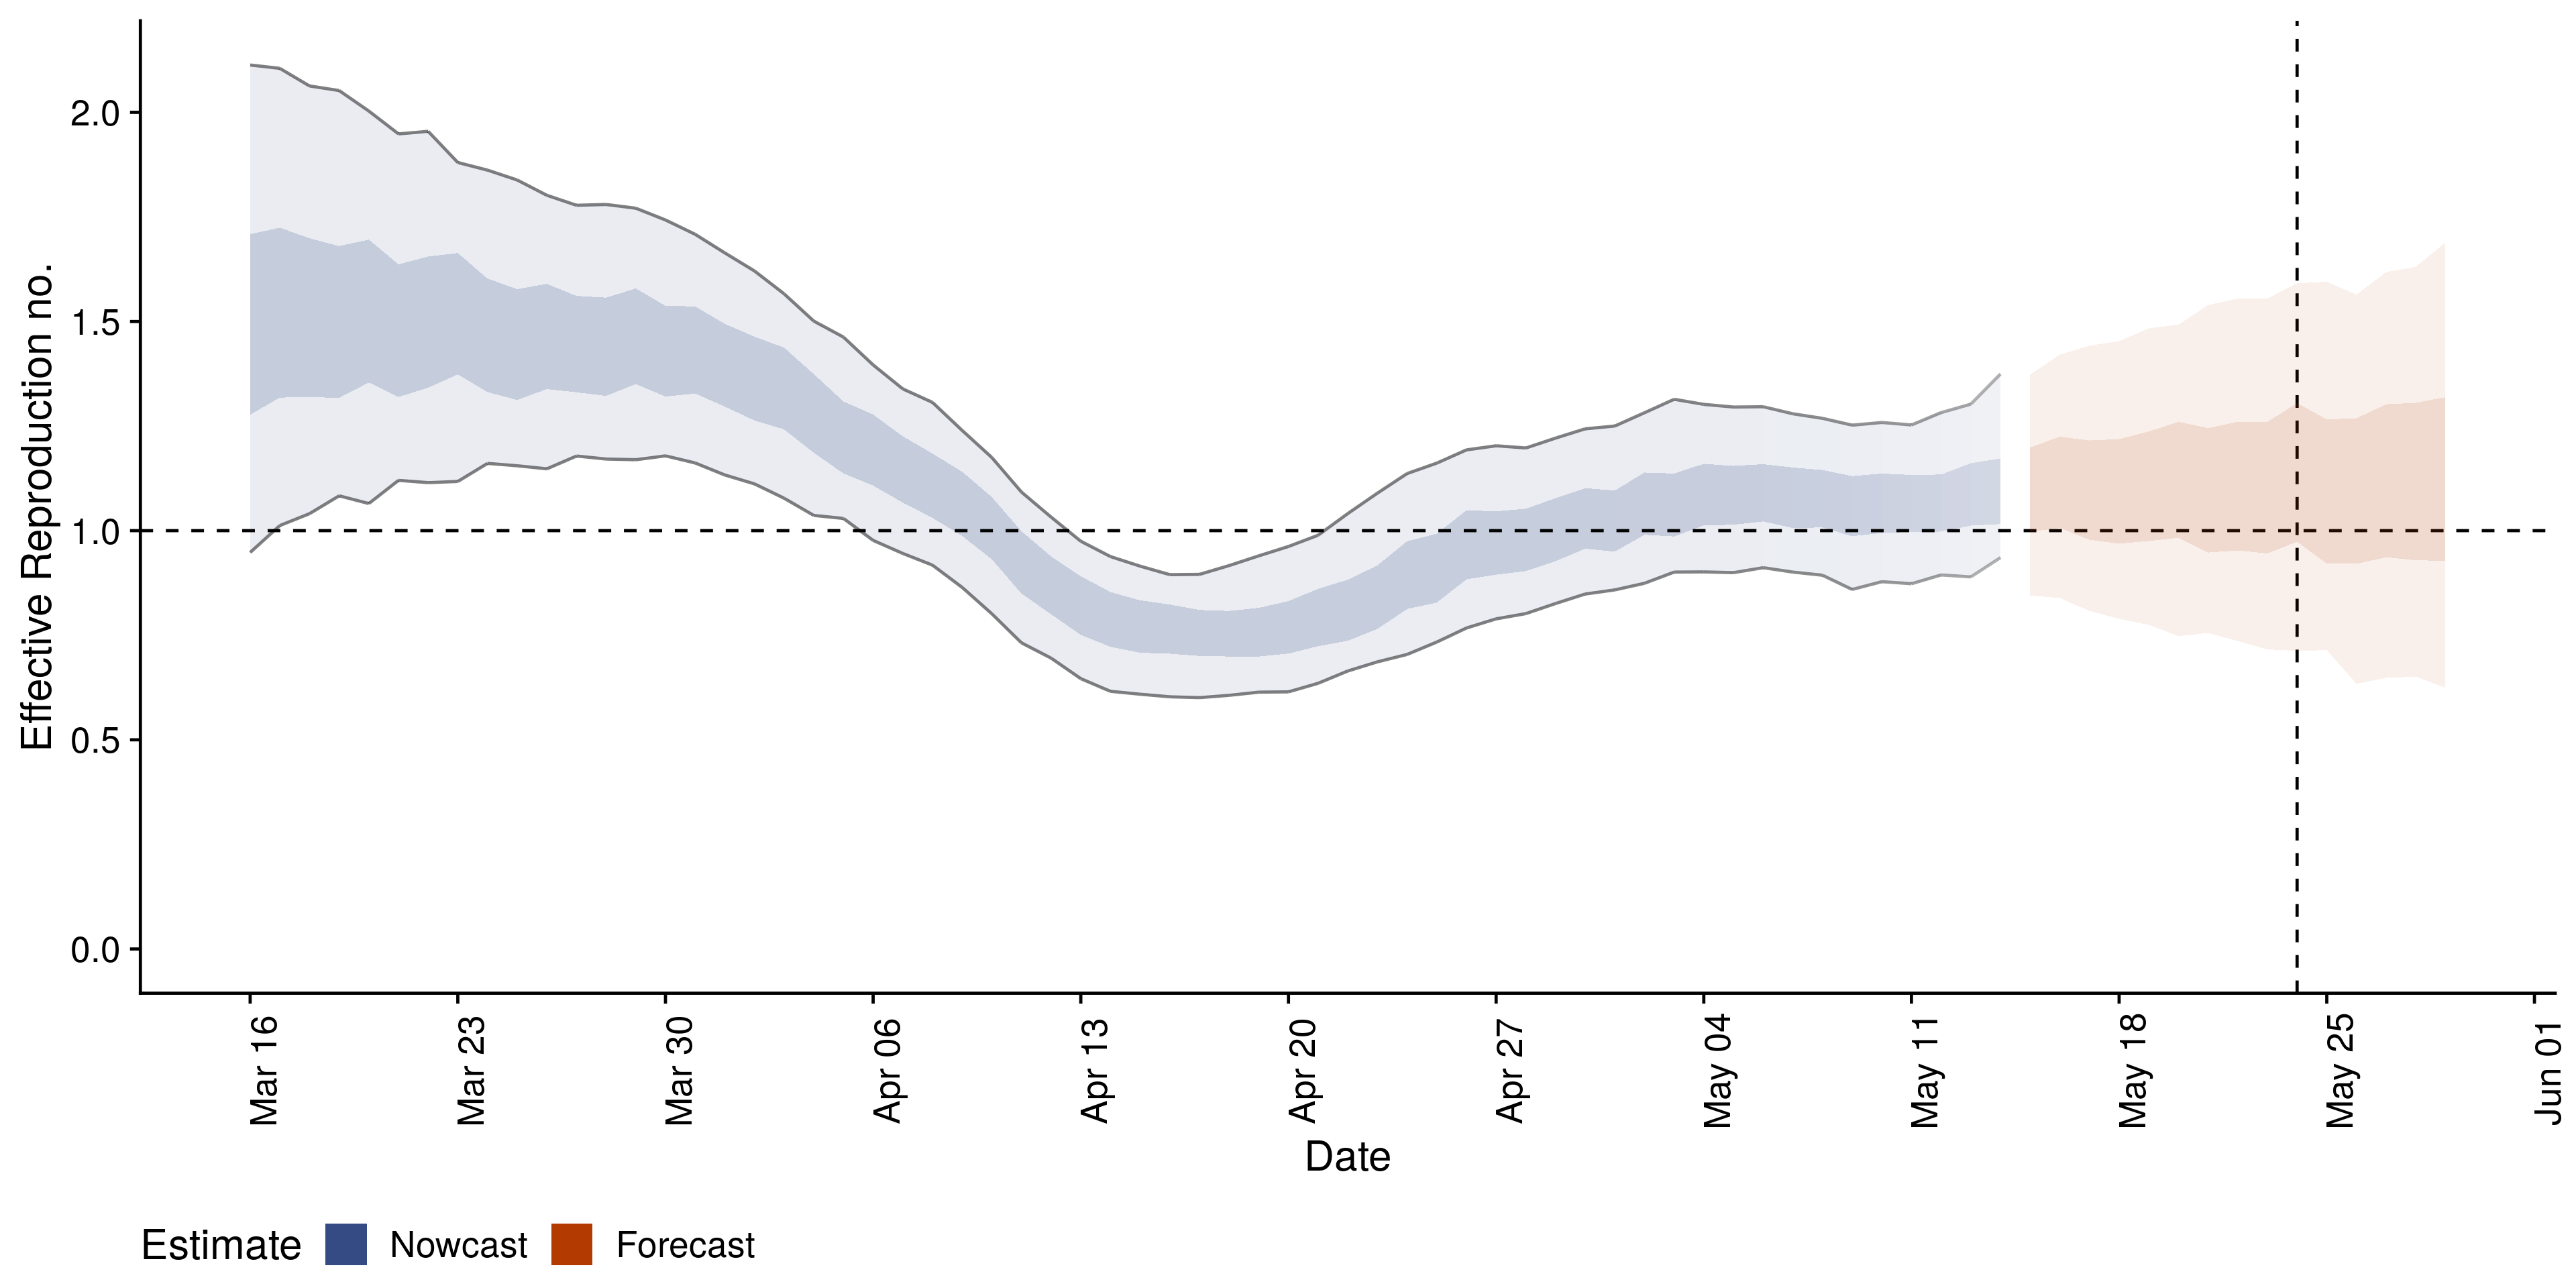 Effective Reproduction no.
2.0
1.5
1.0
0.5
0.0
Mar 16
Mar 23
Mar 30
Apr 06
Apr 13
Apr 20
Apr 27
May 04
May 11
May 18
May 25
Jun 01
Date
Estimate Nowcast Forecast